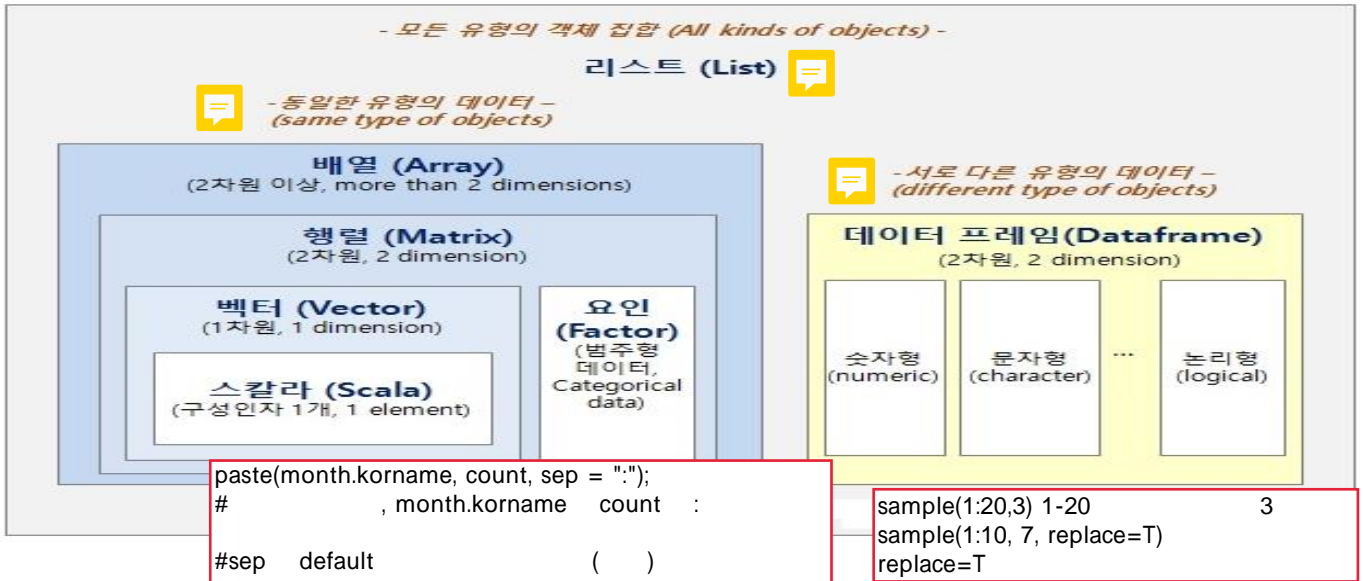 - 모든 유형의 객체 집합 (All kinds of objects) -
리스트 (List)
- 동일한 유형의 데이터 –
(same type of objects)
배열 (Array)
(2차원 이상, more than 2 dimensions)
행렬 (Matrix)
(2차원, 2 dimension)
벡터 (Vector)
(1차원, 1 dimension)
스칼라 (Scala)
(구성인자 1개, 1 element)
요인
(Factor)
(범주형
데이터,
Categorical
data)
- 서로 다른 유형의 데이터 –
(different type of objects)
데이터 프레임(Dataframe)
(2차원, 2 dimension)
숫자형
(numeric)
문자형
(character)
...
논리형
(logical)
paste(month.korname, count, sep = ":");
# , month.korname count :
#sep default ( )
sample(1:20,3) 1-20 3
sample(1:10, 7, replace=T)
replace=T